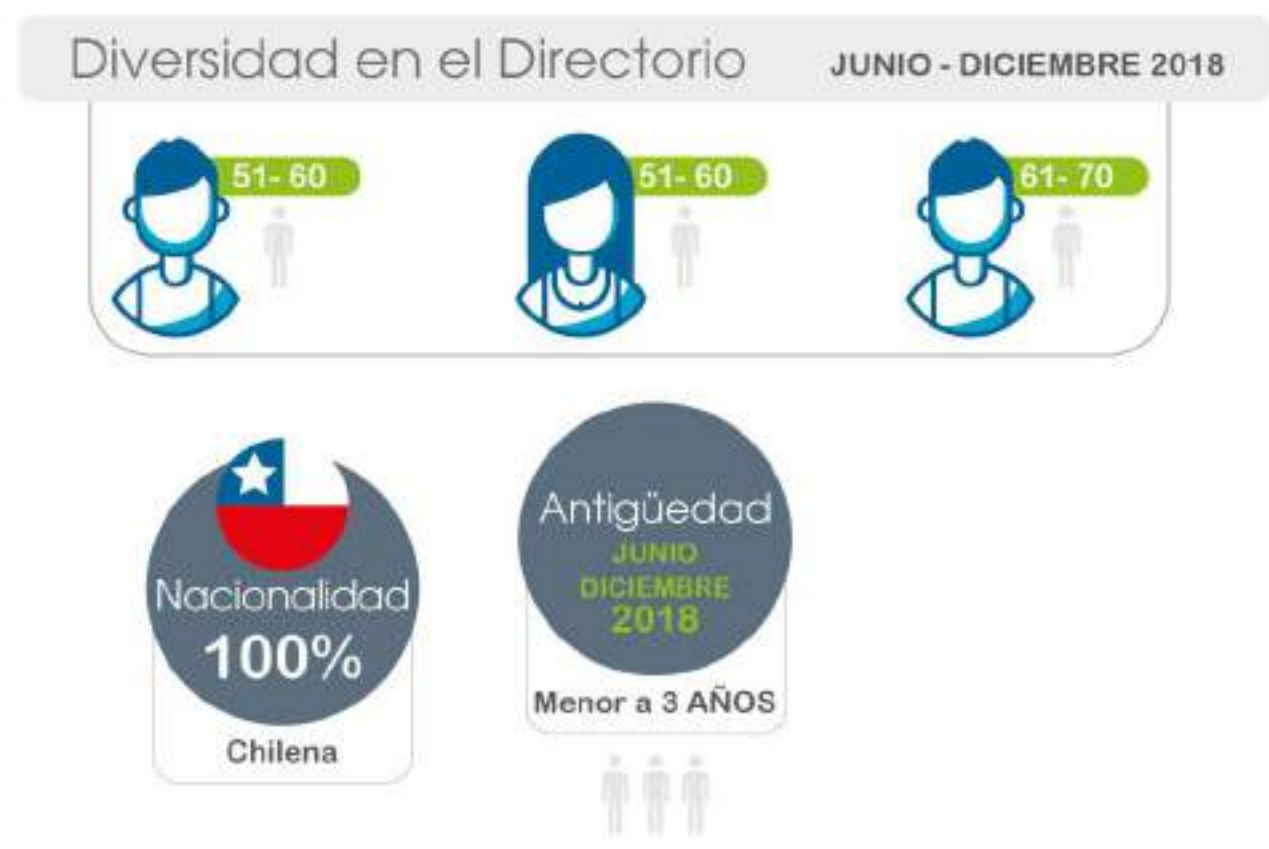 Diversidad en el Directorio JUNIO - DICIEMBRE 2018
51- 60
51- 60
61- 70
Nacionalidad
100%
Chilena
Antigüedad
JUNIO
DICIEMBRE
2018
Menor a 3 AÑOS